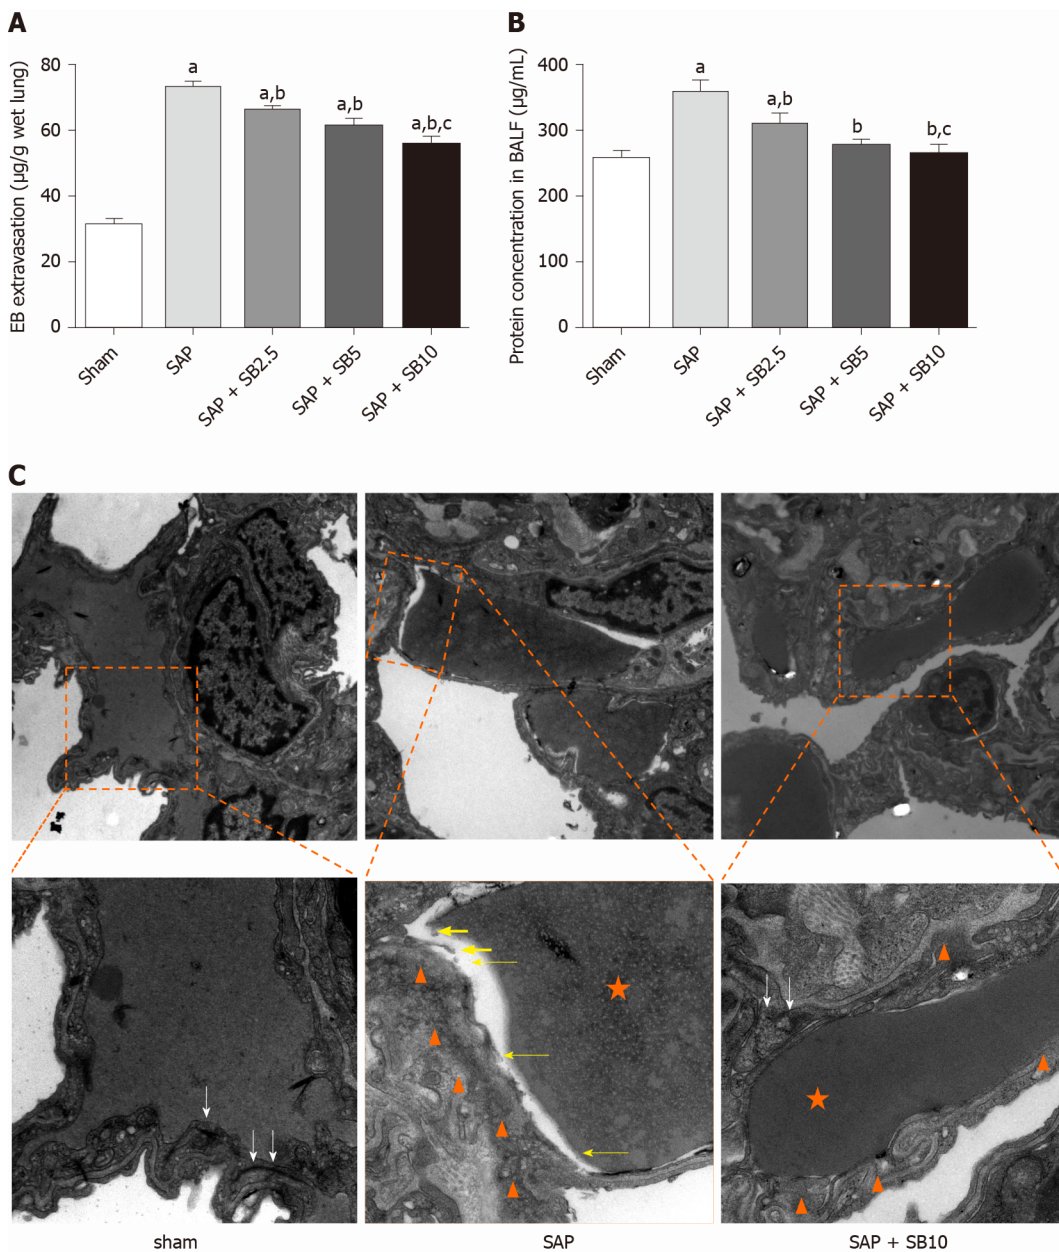 A
EB extravasation (µg/g wet lung)
80
60
40
20
0
a
a,b
a,b
a,b,c
Sham
SAP
SAP + SB2.5
SAP + SB5
SAP + SB10
B
Protein concentration in BALF (µg/mL)
400
300
200
100
0
a
a,b
b
b,c
Sham
SAP
SAP + SB2.5
SAP + SB5
SAP + SB10
C
sham
SAP
SAP + SB10